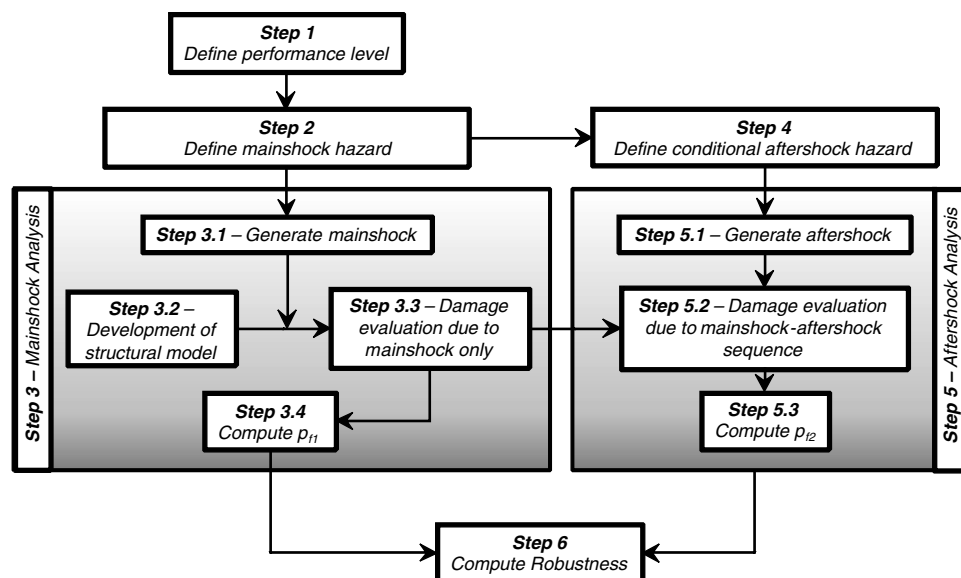 Step 1
Define performance level
Step 2
Define mainshock hazard
Step 4
Define conditional aftershock hazard
Step 3 – Mainshock Analysis
Step 3.1 – Generate mainshock
Step 3.2 –
Development of
structural model
Step 3.3 – Damage
evaluation due to
mainshock only
Step 3.4
Compute pf1
Step 5.1 – Generate aftershock
Step 5.2 – Damage evaluation
due to mainshock-aftershock
sequence
Step 5.3
Compute pf2
Step 5 – Aftershock Analysis
Step 6
Compute Robustness